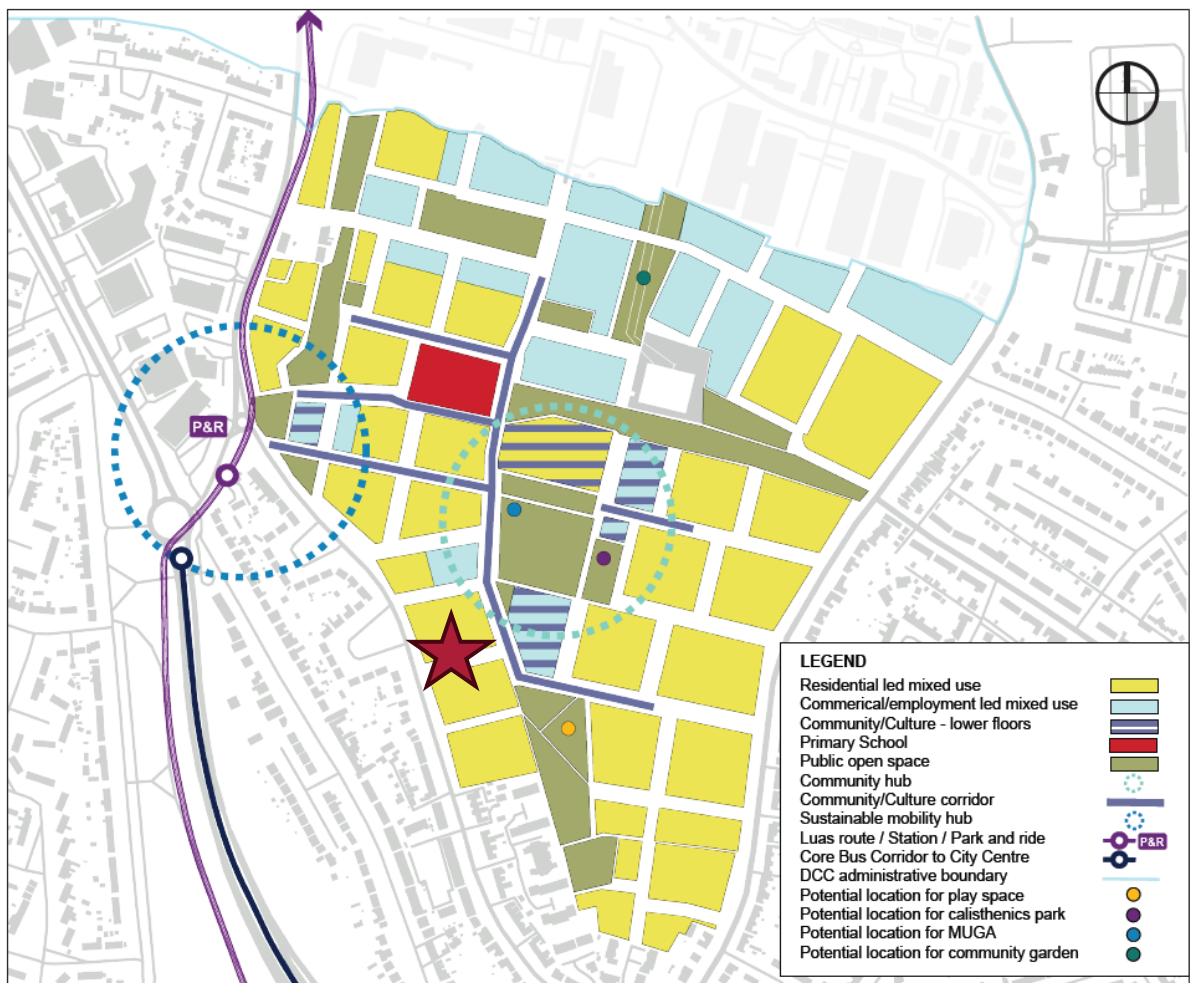 P&R
LEGEND
Residential led mixed use
Commerical/employment led mixed use
Community/Culture - lower floors
Primary School
Public open space
Community hub
Community/Culture corridor
Sustainable mobility hub
Luas route / Station / Park and ride P&R
Core Bus Corridor to City Centre
DCC administrative boundary
Potential location for play space
Potential location for calisthenics park
Potential location for MUGA
Potential location for community garden